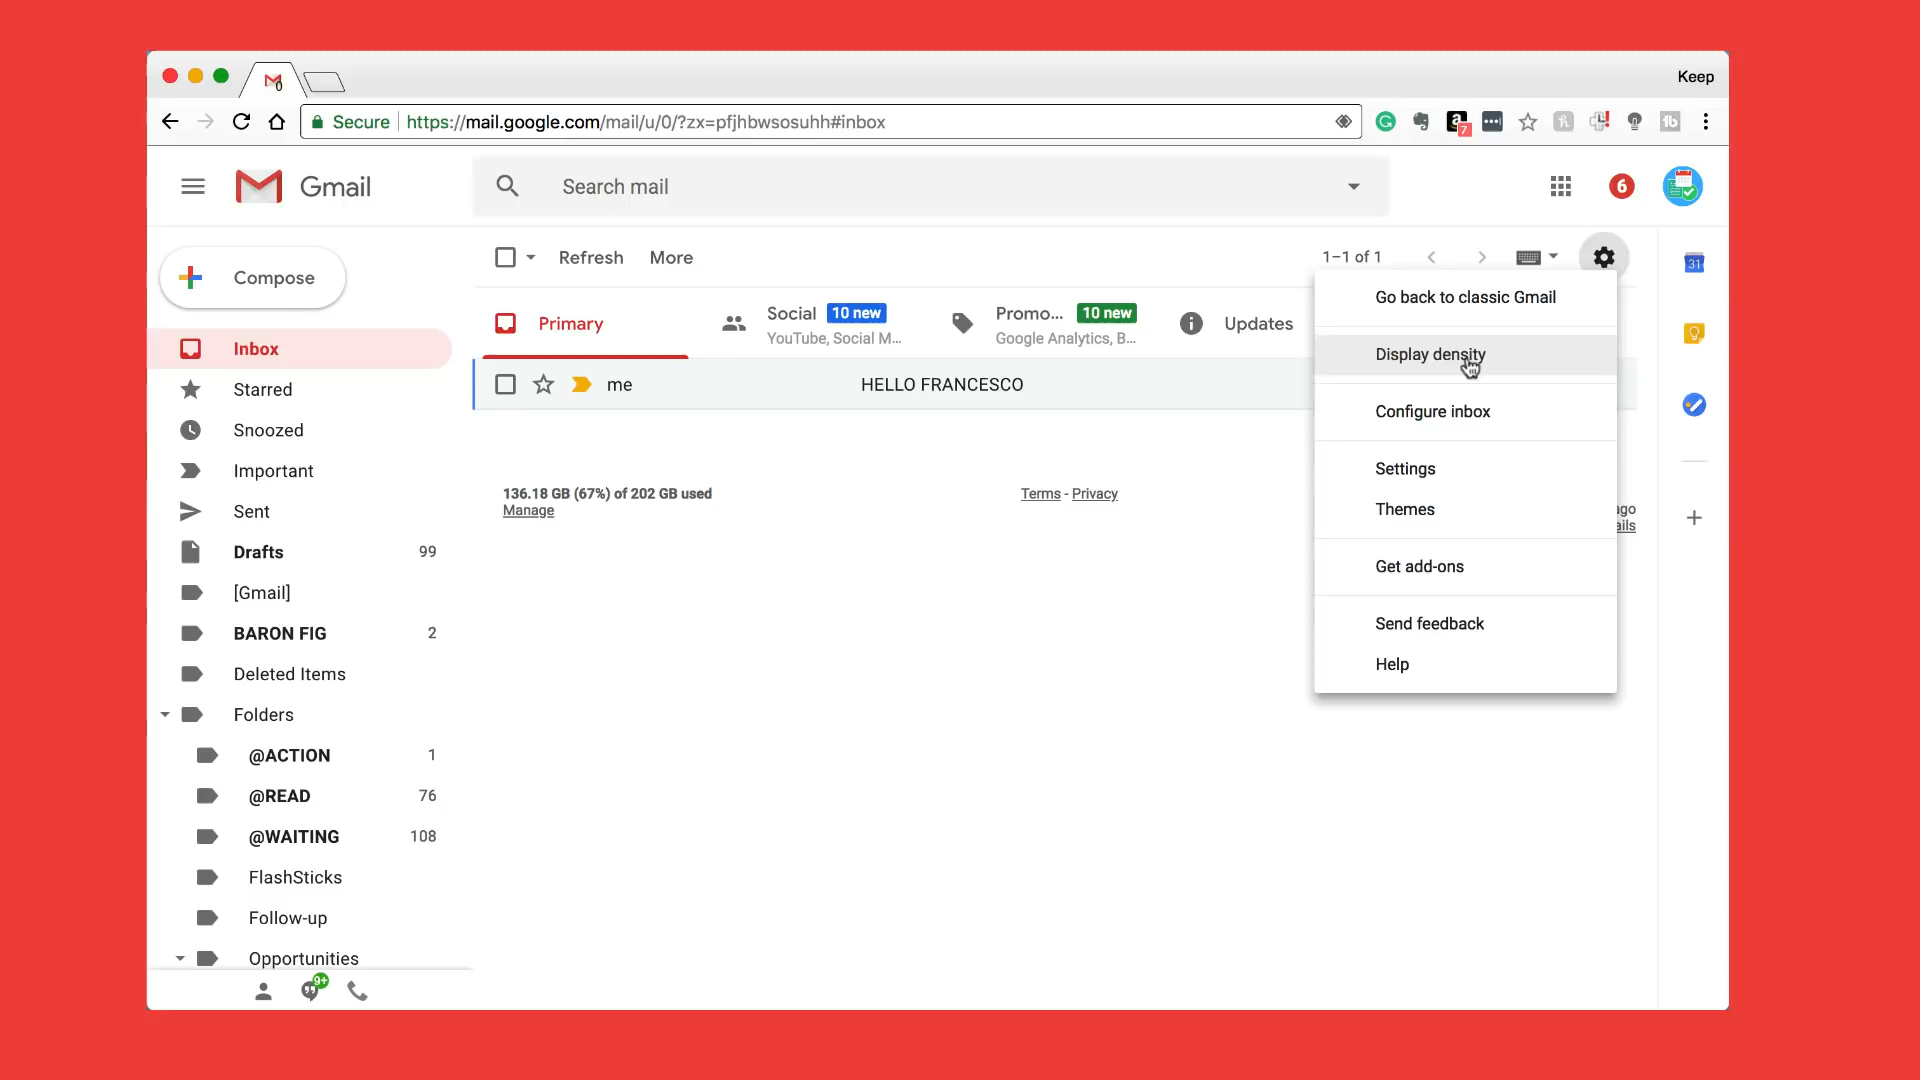 Keep
Secure https://mail.google.com/mail/u/0/?zx=pfjhbwsosuhh#inbox
7
Gmail
Search mail
6
Compose
Refresh More
1–1 of 1
Primary
Social 10 new
YouTube, Social M...
Promo... 10 new
Google Analytics, B...
Updates
me HELLO FRANCESCO
136.18 GB (67%) of 202 GB used
Manage
Terms - Privacy
ago
ails
Go back to classic Gmail
Display density
Configure inbox
Settings
Themes
Get add-ons
Send feedback
Help
31
Inbox
Starred
Snoozed
Important
Sent
Drafts 99
[Gmail]
BARON FIG 2
Deleted Items
Folders
@ACTION 1
@READ 76
@WAITING 108
FlashSticks
Follow-up
Opportunities
9+